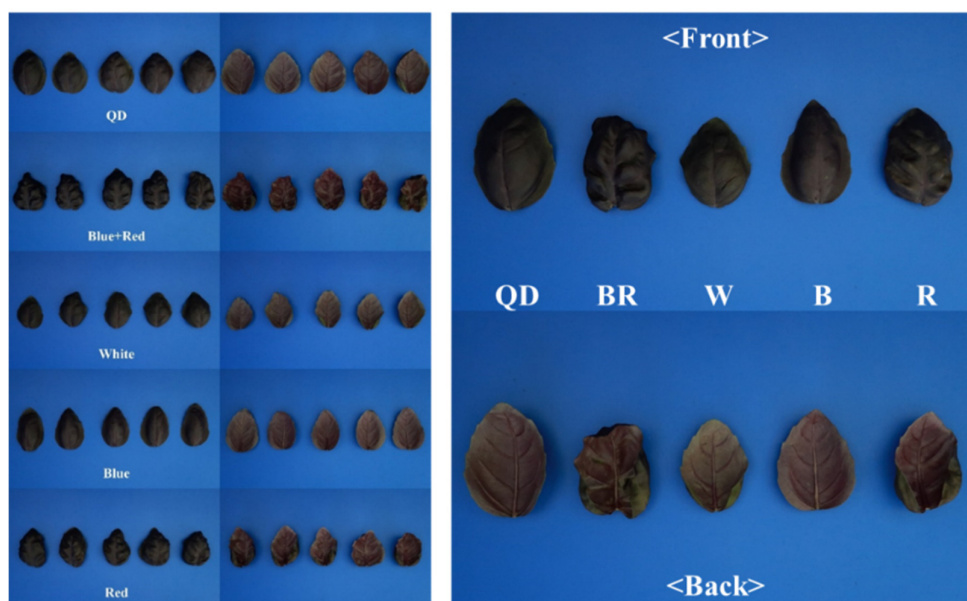 QD
Blue+Red
White
Blue
Red
<Front>
QD BR W B R
<Back>